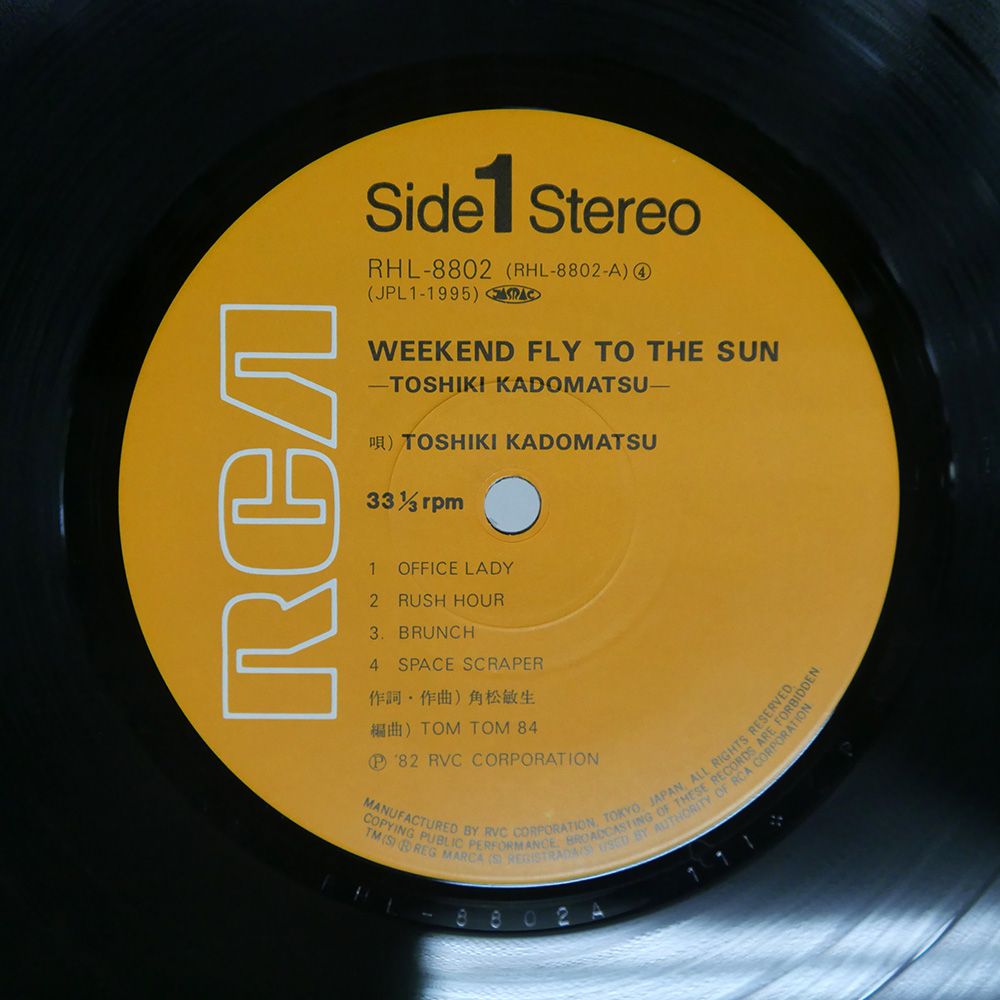 Side 1 Stereo
RHL-8802 (RHL-8802-A) ④
(JPL1-1995) JASRAC
WEEKEND FLY TO THE SUN
—TOSHIKI KADOMATSU—
唄) TOSHIKI KADOMATSU
33 1/3 rpm
1 OFFICE LADY
2 RUSH HOUR
3. BRUNCH
4 SPACE SCRAPER
作詞・作曲) 角松敏生
編曲) TOM TOM 84
Ⓟ '82 RVC CORPORATION
RCA
MANUFACTURED BY RVC CORPORATION, TOKYO, JAPAN. ALL RIGHTS RESERVED.
COPYING PUBLIC PERFORMANCE, BROADCASTING OF THESE RECORDS ARE FORBIDDEN
TM(S) ® REG. MARCA(S) REGISTRADA(S) USED BY AUTHORITY OF RCA CORPORATION
HL-8802A